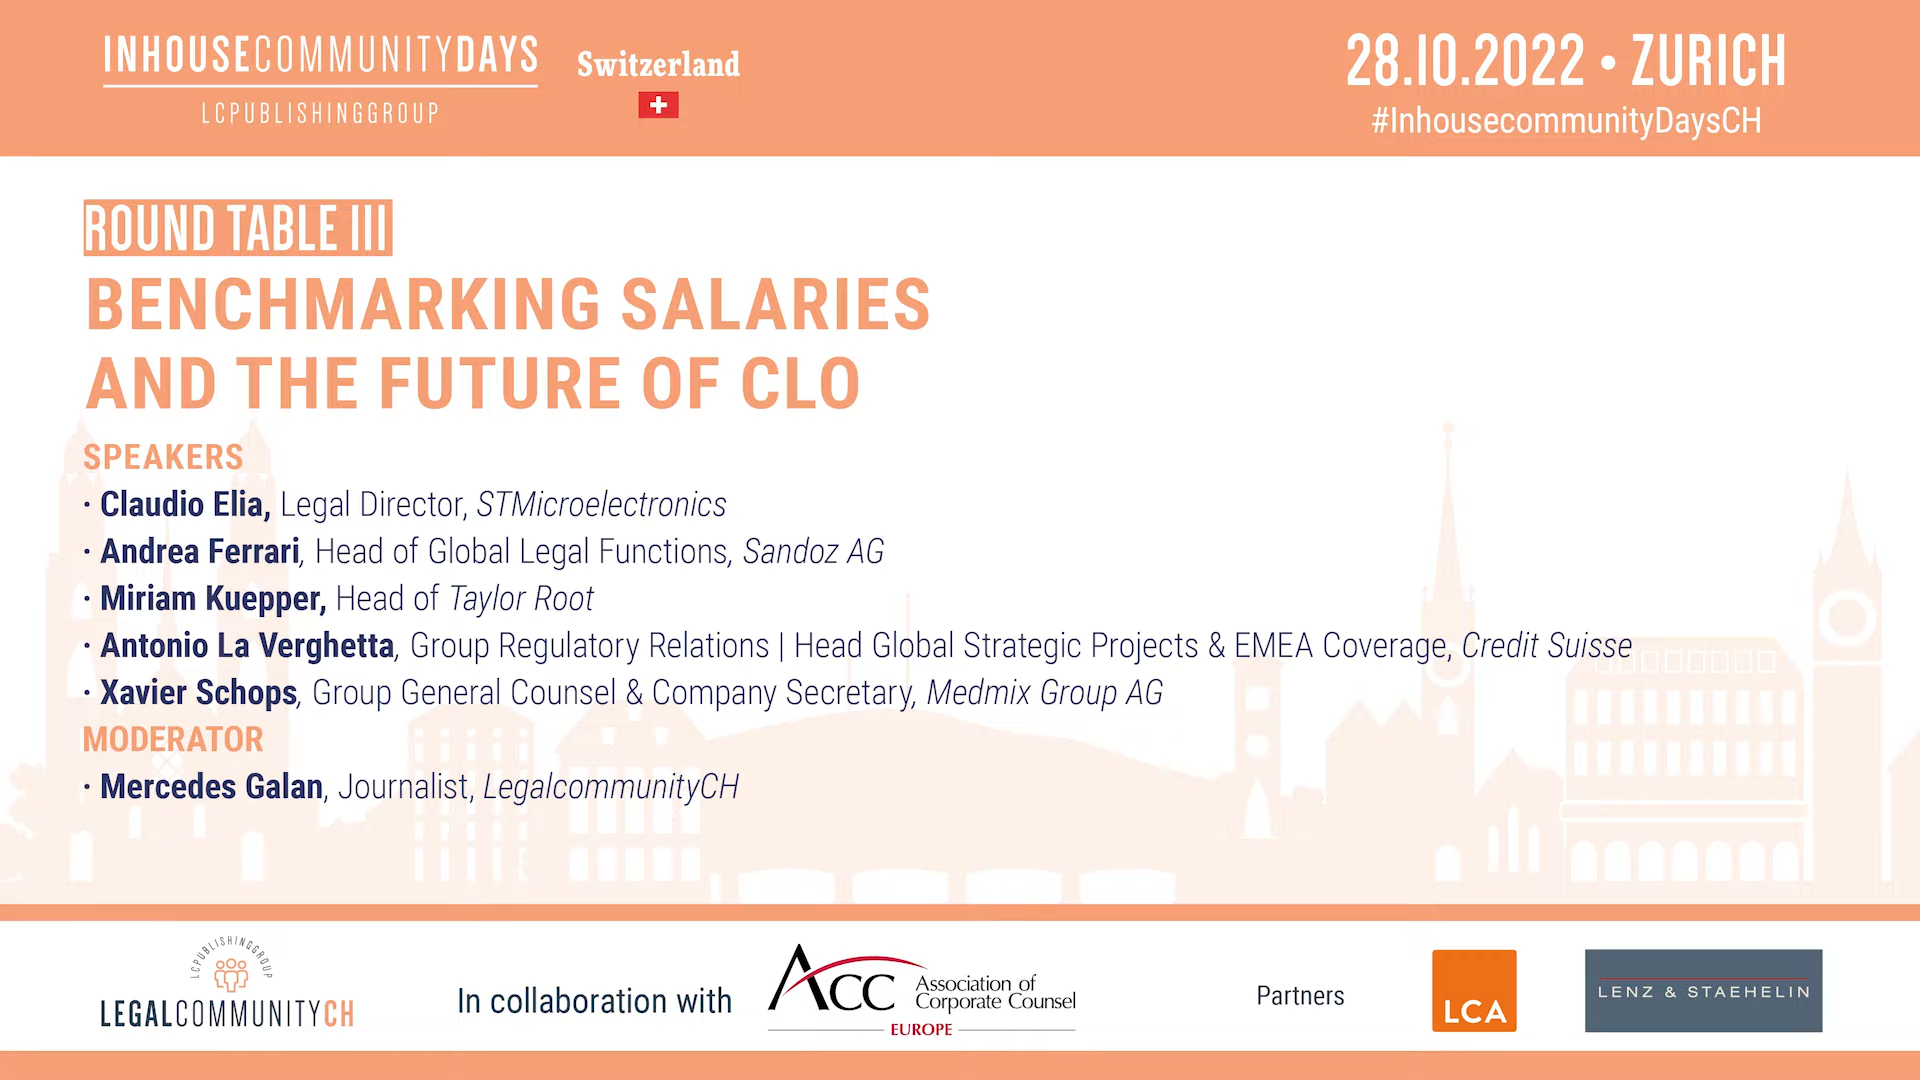 INHOUSECOMMUNITYDAYS
LCPUBLISHINGGROUP
Switzerland
28.10.2022 • ZURICH
#InhousecommunityDaysCH
ROUND TABLE III
BENCHMARKING SALARIES
AND THE FUTURE OF CLO
SPEAKERS
· Claudio Elia, Legal Director, STMicroelectronics
· Andrea Ferrari, Head of Global Legal Functions, Sandoz AG
· Miriam Kuepper, Head of Taylor Root
· Antonio La Verghetta, Group Regulatory Relations | Head Global Strategic Projects & EMEA Coverage, Credit Suisse
· Xavier Schops, Group General Counsel & Company Secretary, Medmix Group AG
MODERATOR
· Mercedes Galan, Journalist, LegalcommunityCH
LCPUBLISHINGGROUP
LEGALCOMMUNITYCH
In collaboration with
ACC Association of
Corporate Counsel
EUROPE
Partners
LCA
LENZ & STAEHELIN